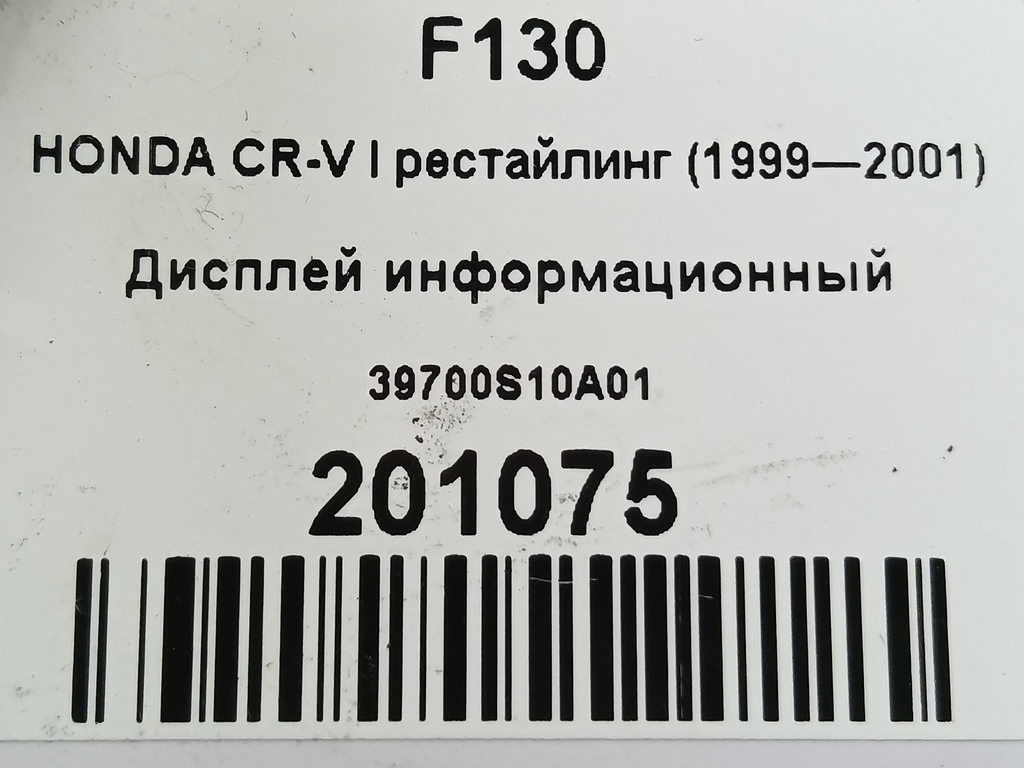 F130
HONDA CR-V I рестайлинг (1999—2001)
Дисплей информационный
39700S10A01
201075